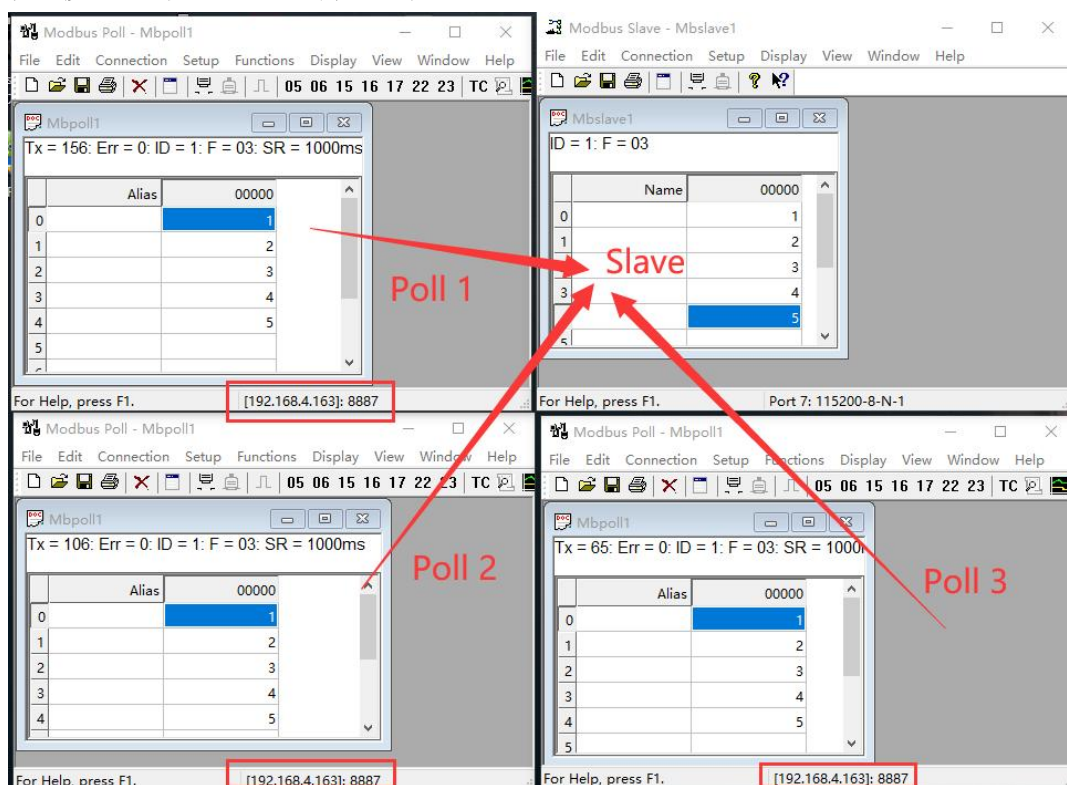 Modbus Poll - Mbpoll1
File Edit Connection Setup Functions Display View Window Help
05 06 15 16 17 22 23 TC
Mbpoll1
Tx = 156: Err = 0: ID = 1: F = 03: SR = 1000ms
Alias 00000
0 1
1 2
2 3
3 4
4 5
5
Poll 1
For Help, press F1. [192.168.4.163]: 8887
Modbus Slave - Mbslave1
File Edit Connection Setup Display View Window Help
Mbslave1
ID = 1: F = 03
Name 00000
0 1
1 2
3
3 4
5
Slave
For Help, press F1. Port 7: 115200-8-N-1
Modbus Poll - Mbpoll1
File Edit Connection Setup Functions Display View Window Help
05 06 15 16 17 22 23 TC
Mbpoll1
Tx = 106: Err = 0: ID = 1: F = 03: SR = 1000ms
Alias 00000
0 1
1 2
2 3
3 4
4 5
Poll 2
For Help, press F1. [192.168.4.163]: 8887
Modbus Poll - Mbpoll1
File Edit Connection Setup Functions Display View Window Help
05 06 15 16 17 22 23 TC
Mbpoll1
Tx = 65: Err = 0: ID = 1: F = 03: SR = 1000
Alias 00000
0 1
1 2
2 3
3 4
4 5
5
Poll 3
For Help, press F1. [192.168.4.163]: 8887